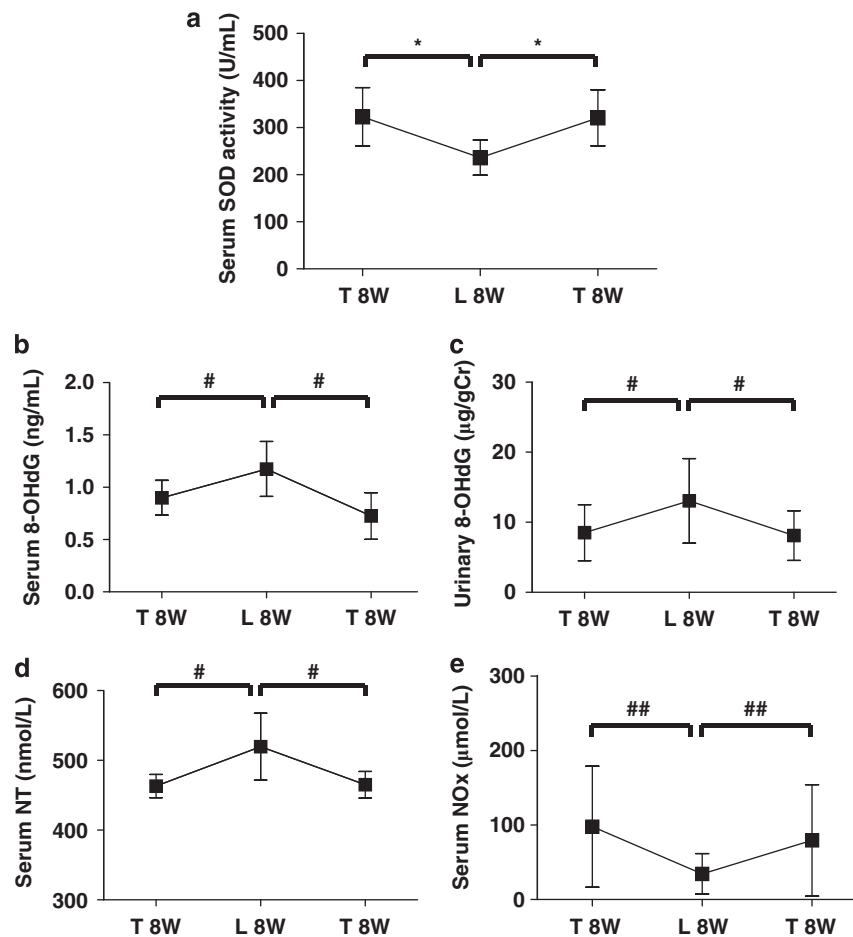 a
Serum SOD activity (U/mL)
500
400
300
200
100
0
* *
T 8W L 8W T 8W
b
Serum 8-OHdG (ng/mL)
2.0
1.5
1.0
0.5
0.0
# #
T 8W L 8W T 8W
c
Urinary 8-OHdG (μg/gCr)
30
20
10
0
# #
T 8W L 8W T 8W
d
Serum NT (nmol/L)
600
500
400
300
# #
T 8W L 8W T 8W
e
Serum NOx (μmol/L)
300
200
100
0
## ##
T 8W L 8W T 8W